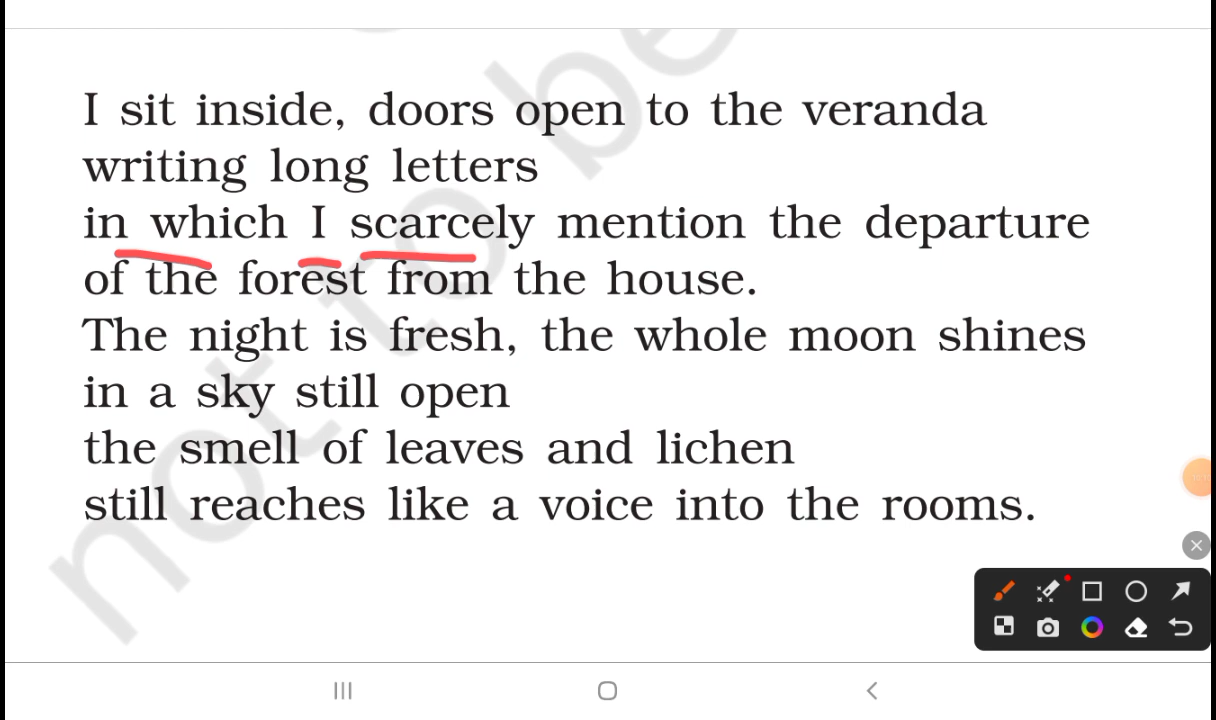 I sit inside, doors open to the veranda
writing long letters
in which I scarcely mention the departure
of the forest from the house.
The night is fresh, the whole moon shines
in a sky still open
the smell of leaves and lichen
still reaches like a voice into the rooms.
not to be